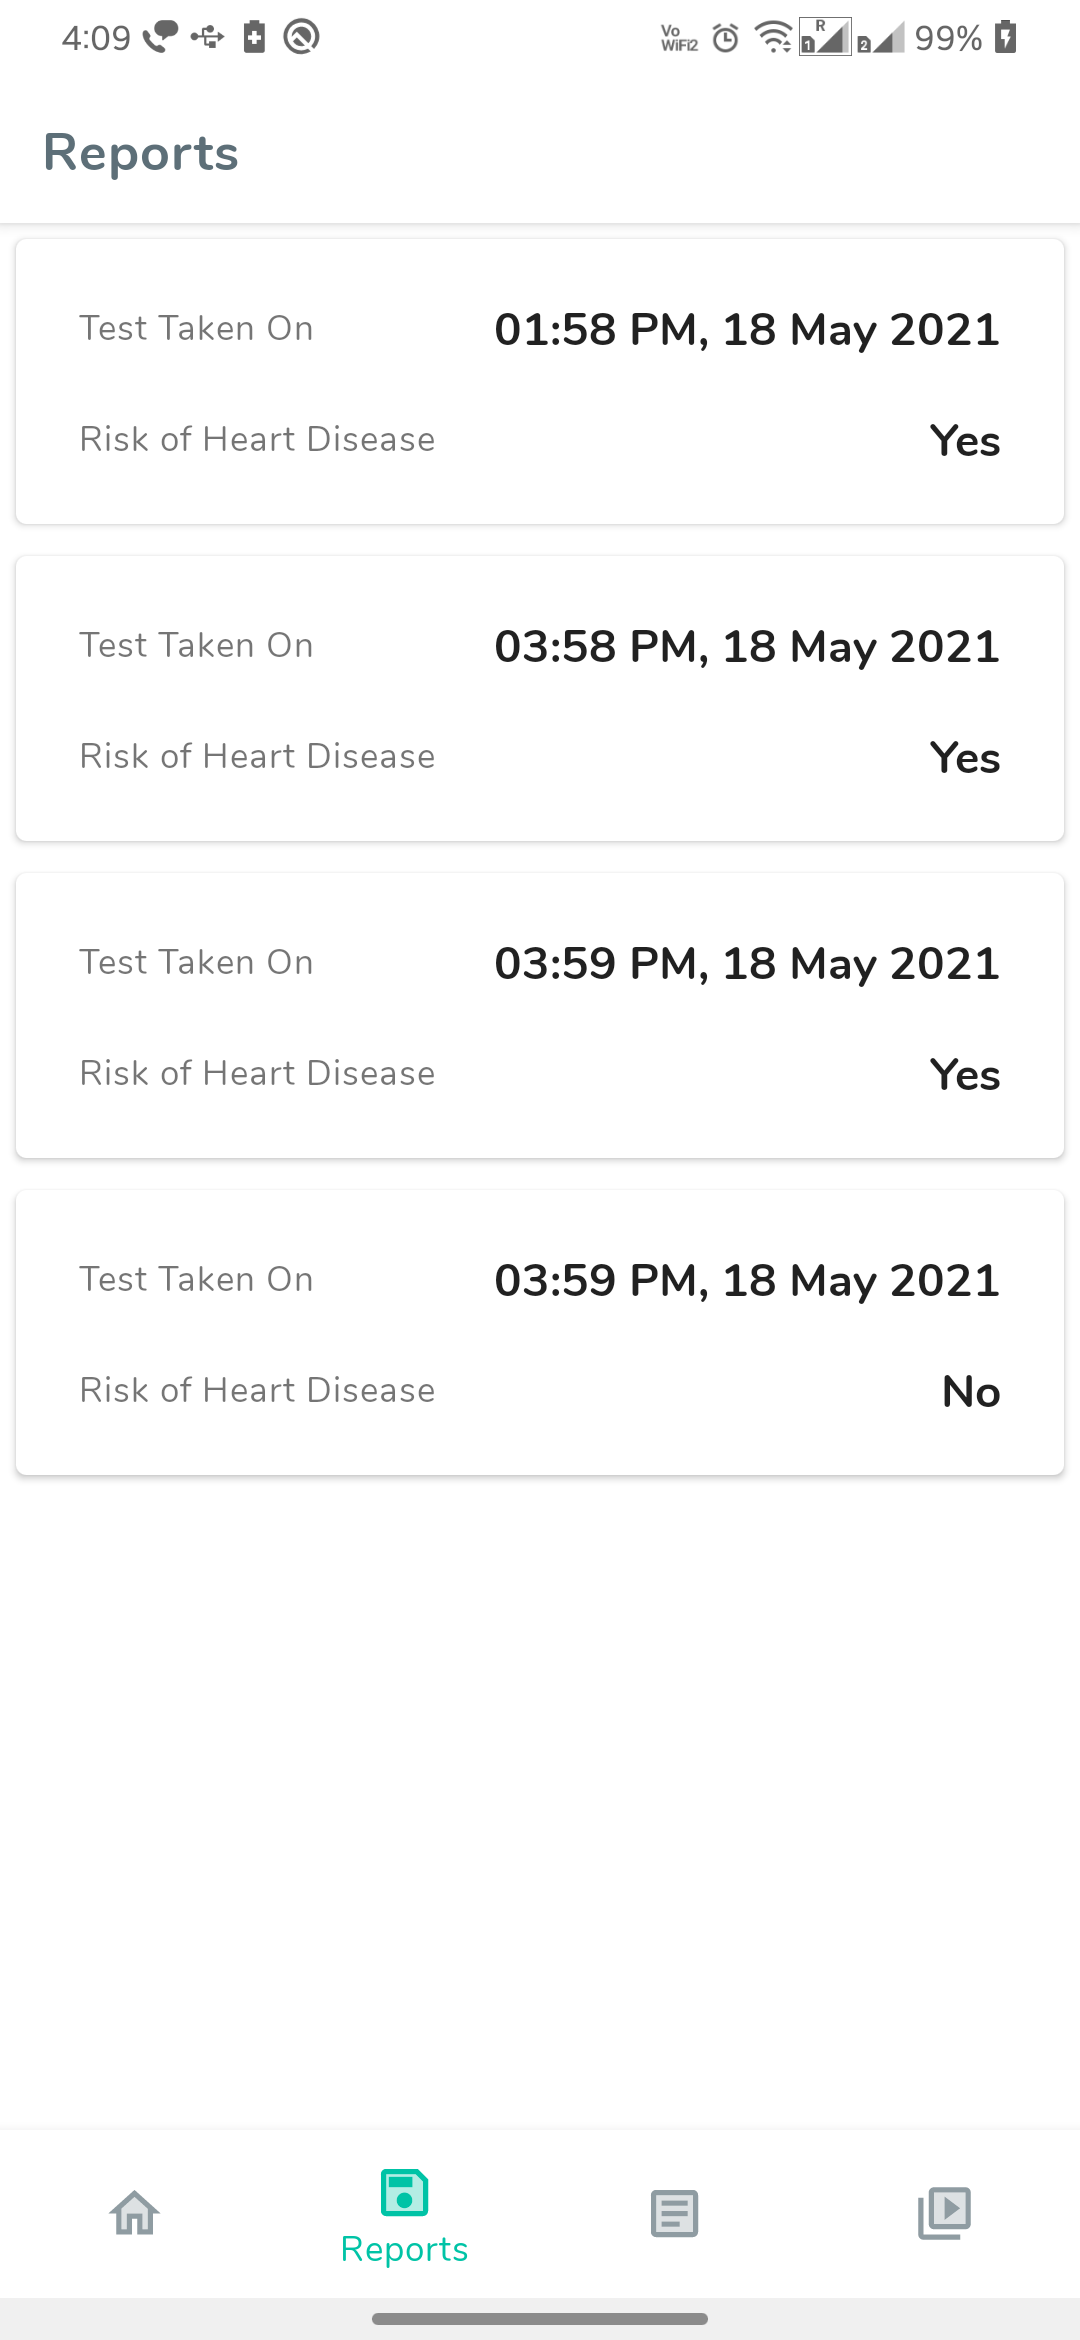 4:09
Vo WiFi2 R 1 2 99%
Reports
Test Taken On 01:58 PM, 18 May 2021
Risk of Heart Disease Yes
Test Taken On 03:58 PM, 18 May 2021
Risk of Heart Disease Yes
Test Taken On 03:59 PM, 18 May 2021
Risk of Heart Disease Yes
Test Taken On 03:59 PM, 18 May 2021
Risk of Heart Disease No
Reports